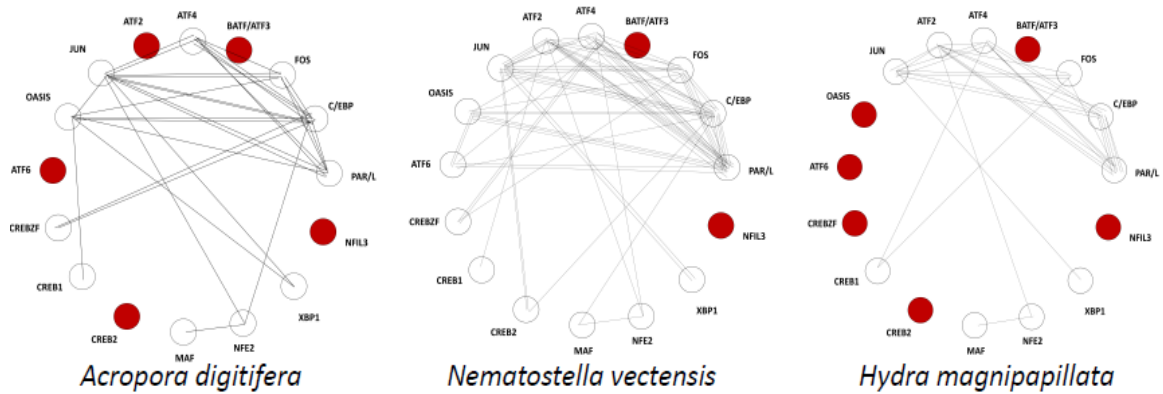 ATF4
ATF2
BATF/ATF3
JUN
FOS
OASIS
C/EBP
ATF6
PAR/L
CREBZF
NFIL3
CREB1
XBP1
CREB2
NFE2
MAF
Acropora digitifera
ATF4
ATF2
BATF/ATF3
JUN
FOS
OASIS
C/EBP
ATF6
PAR/L
CREBZF
NFIL3
CREB1
XBP1
CREB2
NFE2
MAF
Nematostella vectensis
ATF4
ATF2
BATF/ATF3
JUN
FOS
OASIS
C/EBP
ATF6
PAR/L
CREBZF
NFIL3
CREB1
XBP1
CREB2
NFE2
MAF
Hydra magnipapillata